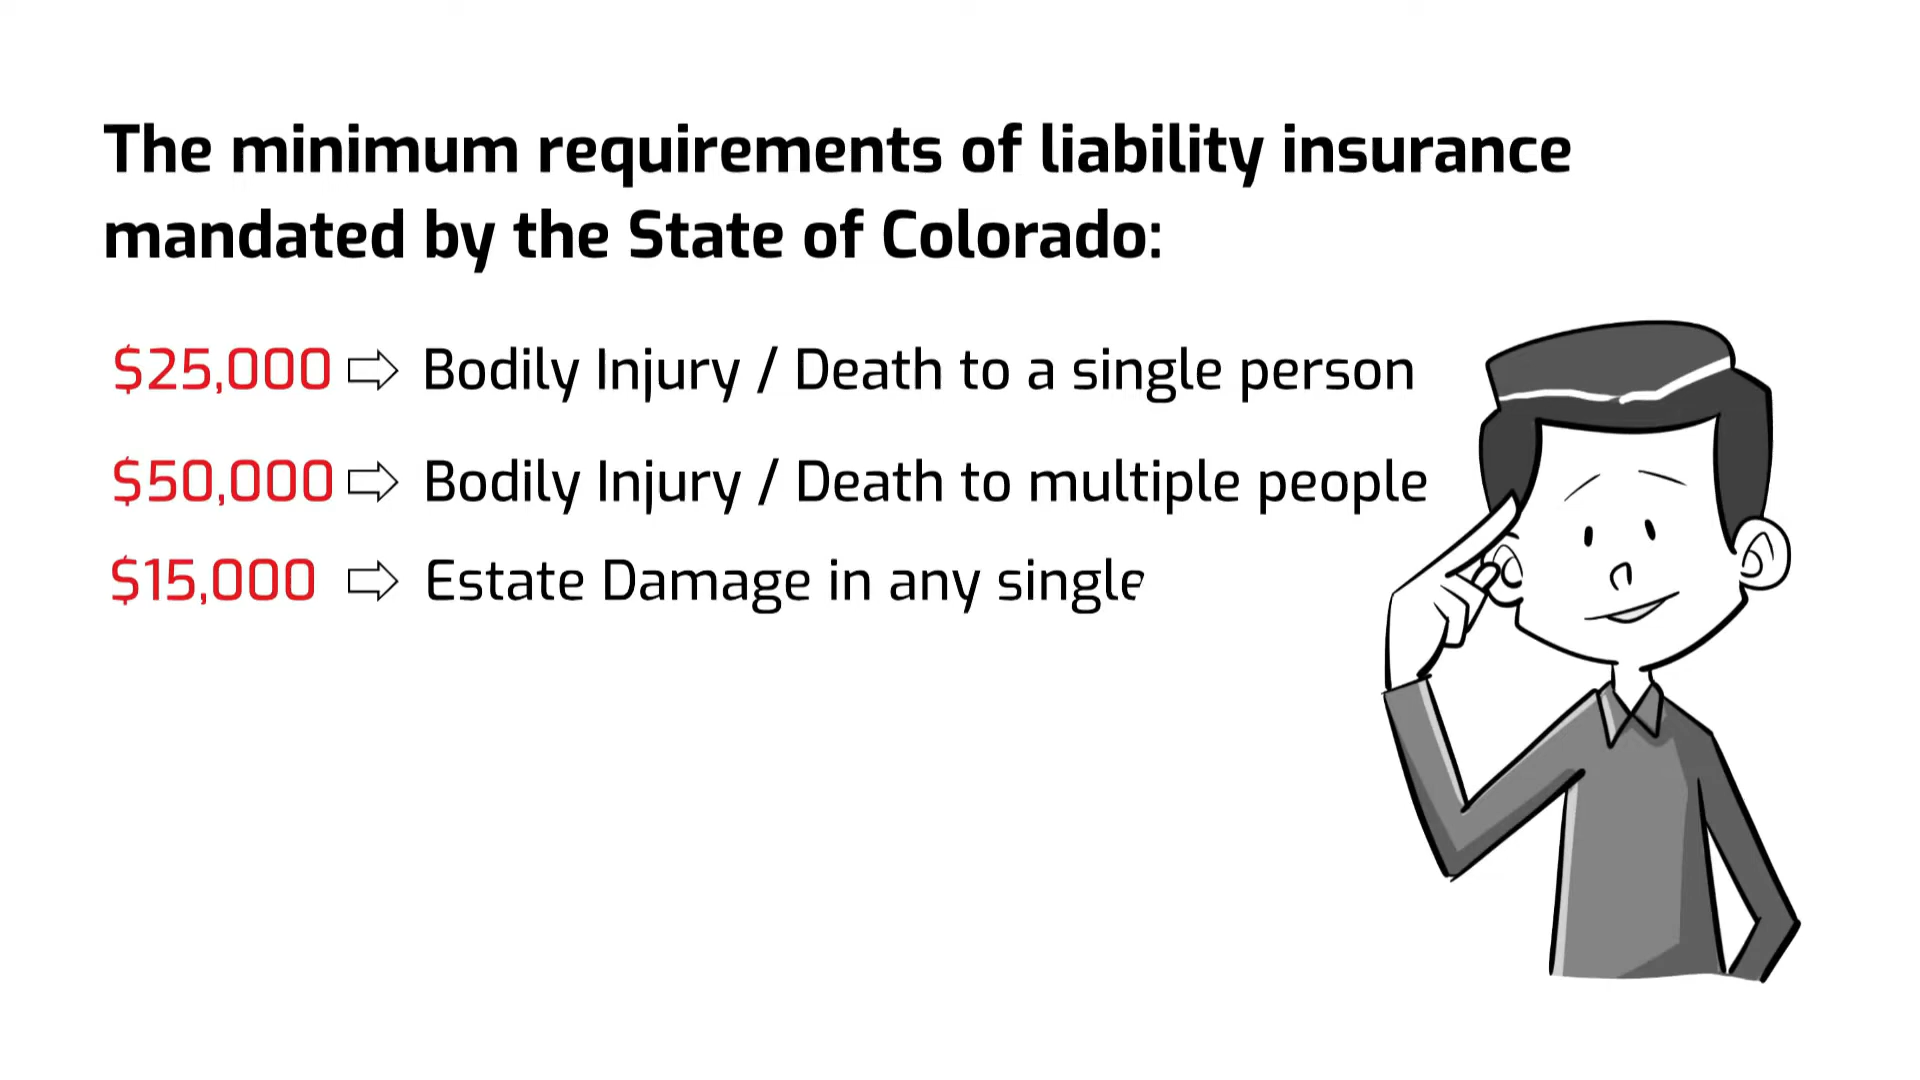 The minimum requirements of liability insurance
mandated by the State of Colorado:
$25,000 ⇨ Bodily Injury / Death to a single person
$50,000 ⇨ Bodily Injury / Death to multiple people
$15,000 ⇨ Estate Damage in any single